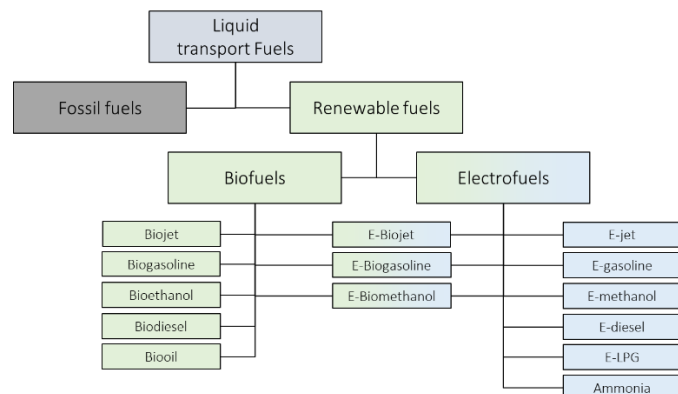 Liquid
transport Fuels
Fossil fuels
Renewable fuels
Biofuels
Electrofuels
Biojet
E-Biojet
E-jet
Biogasoline
E-Biogasoline
E-gasoline
Bioethanol
E-Biomethanol
E-methanol
Biodiesel
E-diesel
Biooil
E-LPG
Ammonia